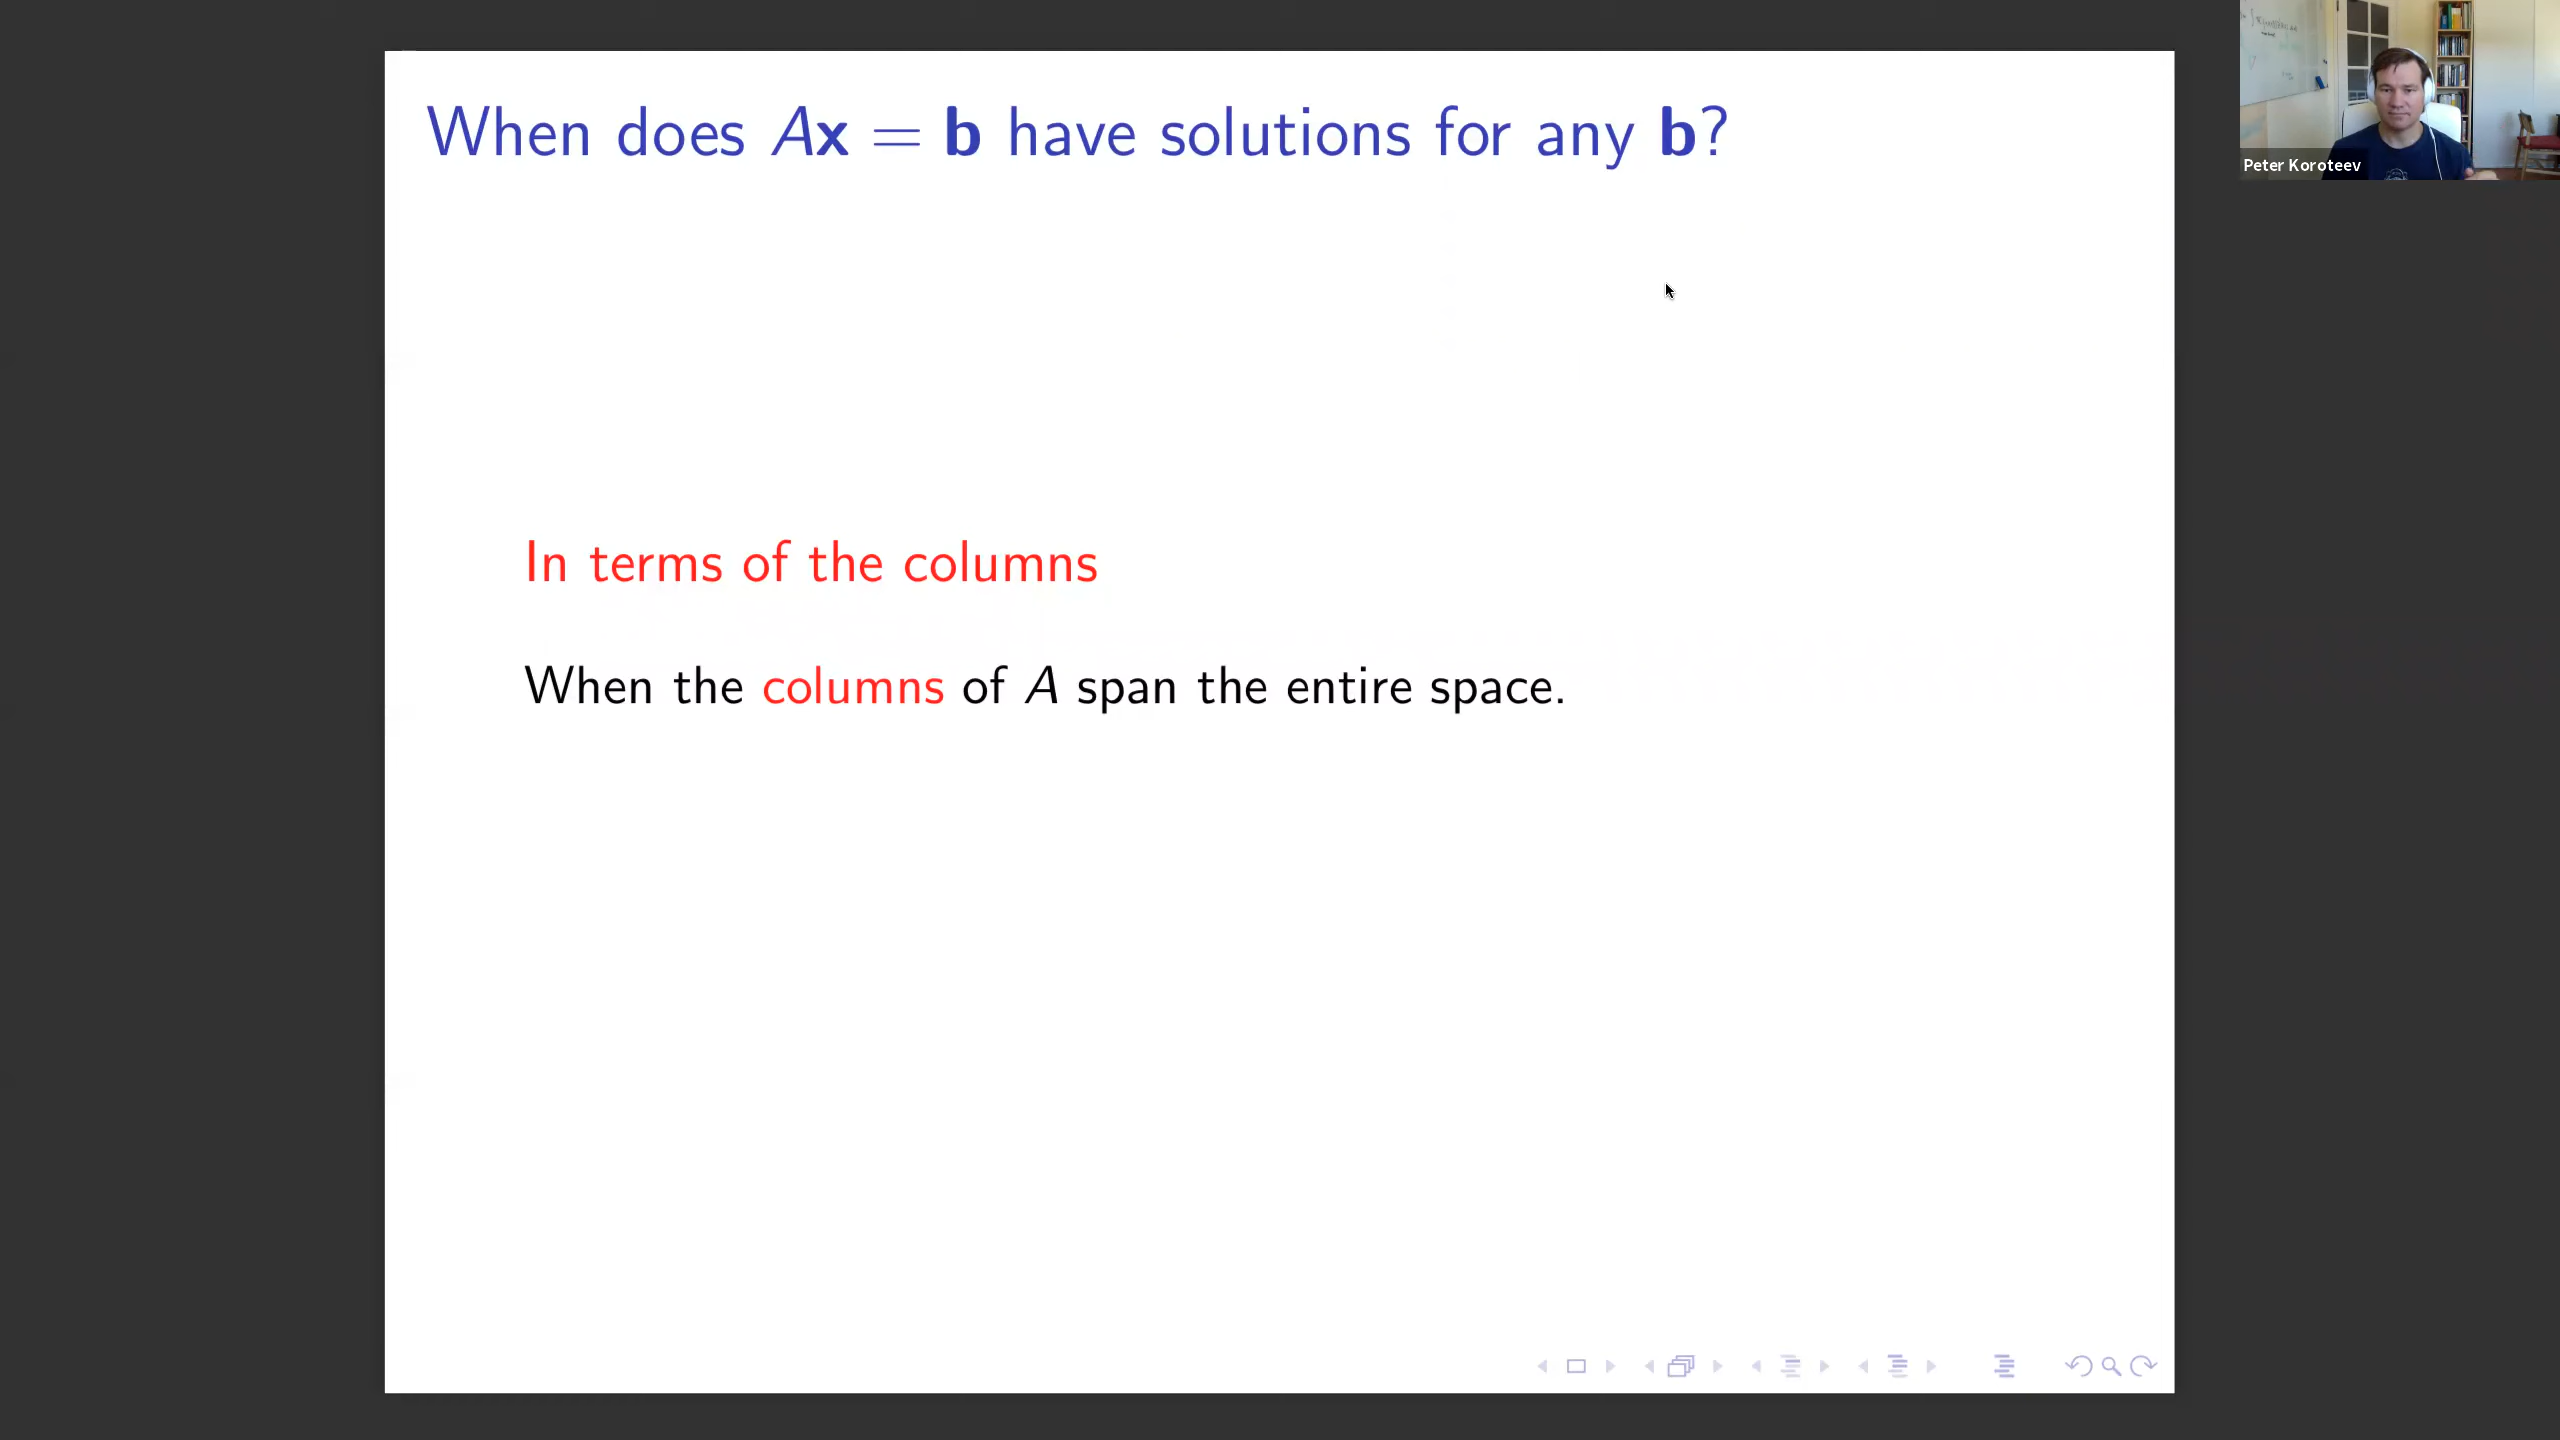 When does Ax = b have solutions for any b?
Peter Koroteev
In terms of the columns
When the columns of A span the entire space.